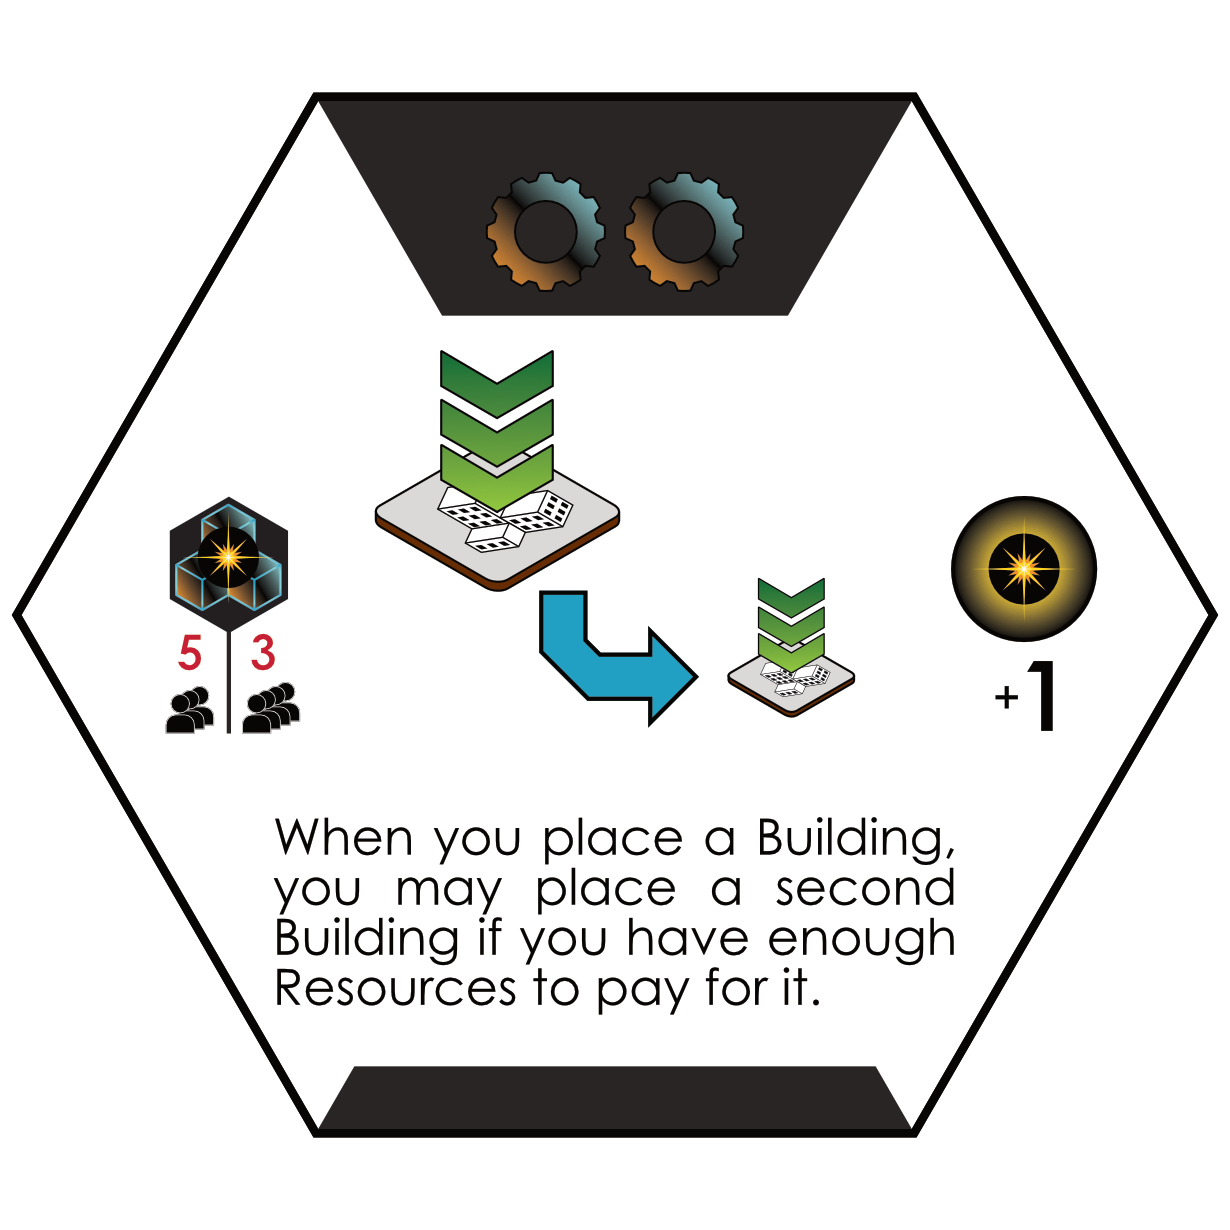 5 3
+1
When you place a Building,
you may place a second
Building if you have enough
Resources to pay for it.